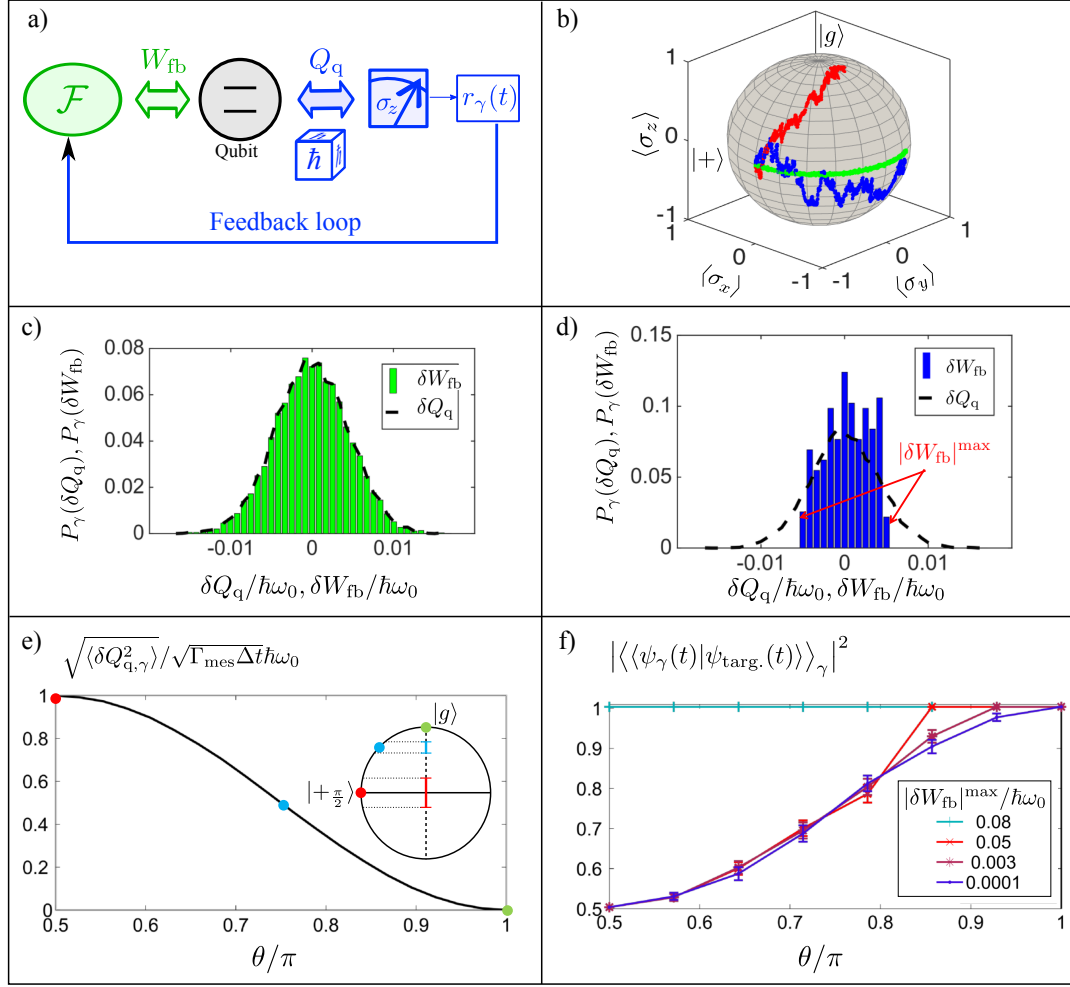 a)
W_fb
Q_q
F
σ_z
r_γ(t)
Qubit
ħ
ħ
ħ
Feedback loop
b)
|g⟩
1
0
-1
⟨σ_z⟩
|+⟩
1
0
-1
⟨σ_x⟩
-1
0
1
⟨σ_y⟩
c)
P_γ(δQ_q), P_γ(δW_fb)
0.08
0.06
0.04
0.02
0
-0.01
0
0.01
δW_fb
δQ_q
δQ_q/ħω_0, δW_fb/ħω_0
d)
P_γ(δQ_q), P_γ(δW_fb)
0.15
0.1
0.05
0
-0.01
0
0.01
δW_fb
δQ_q
|δW_fb|^max
δQ_q/ħω_0, δW_fb/ħω_0
e)
√⟨δQ²_q,γ⟩/√Γ_mes Δt ħω_0
1
0.8
0.6
0.4
0.2
0
0.5
0.6
0.7
0.8
0.9
1
|g⟩
|+_π/2⟩
θ/π
f)
|⟨⟨ψ_γ(t)|ψ_targ.(t)⟩⟩_γ|²
1
0.9
0.8
0.7
0.6
0.5
0.6
0.7
0.8
0.9
1
|δW_fb|^max/ħω_0
0.08
0.05
0.003
0.0001
θ/π